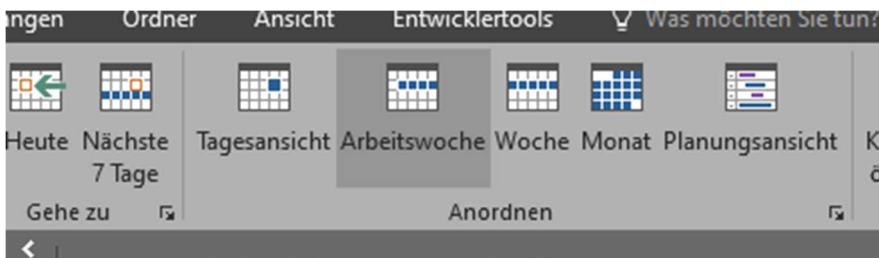 Ordner Ansicht Entwicklertools Was möchten Sie tun?
Heute Nächste 7 Tage Tagesansicht Arbeitswoche Woche Monat Planungsansicht
Gehe zu Anordnen